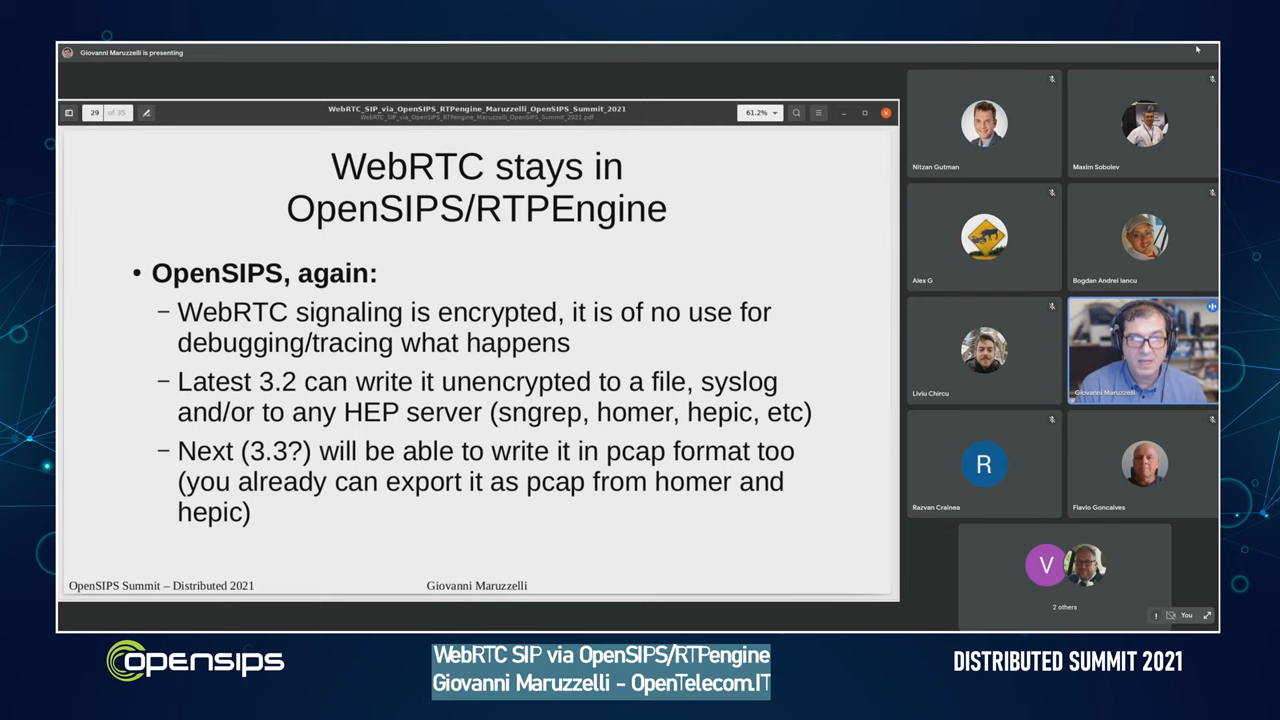 Giovanni Maruzzelli is presenting
29 of 35
WebRTC_SIP_via_OpenSIPS_RTPengine_Maruzzelli_OpenSIPS_Summit_2021
WebRTC_SIP_via_OpenSIPS_RTPengine_Maruzzelli_OpenSIPS_Summit_2021.pdf
61.2%
WebRTC stays in
OpenSIPS/RTPEngine
• OpenSIPS, again:
– WebRTC signaling is encrypted, it is of no use for
debugging/tracing what happens
– Latest 3.2 can write it unencrypted to a file, syslog
and/or to any HEP server (sngrep, homer, hepic, etc)
– Next (3.3?) will be able to write it in pcap format too
(you already can export it as pcap from homer and
hepic)
OpenSIPS Summit – Distributed 2021
Giovanni Maruzzelli
Nitzan Gutman
Maxim Sobolev
Alex G
Bogdan Andrei Iancu
Liviu Chircu
Giovanni Maruzzelli
R
Razvan Crainea
Flavio Goncalves
V
2 others
You
opensips
WebRTC SIP via OpenSIPS/RTPengine
Giovanni Maruzzelli - OpenTelecom.IT
DISTRIBUTED SUMMIT 2021